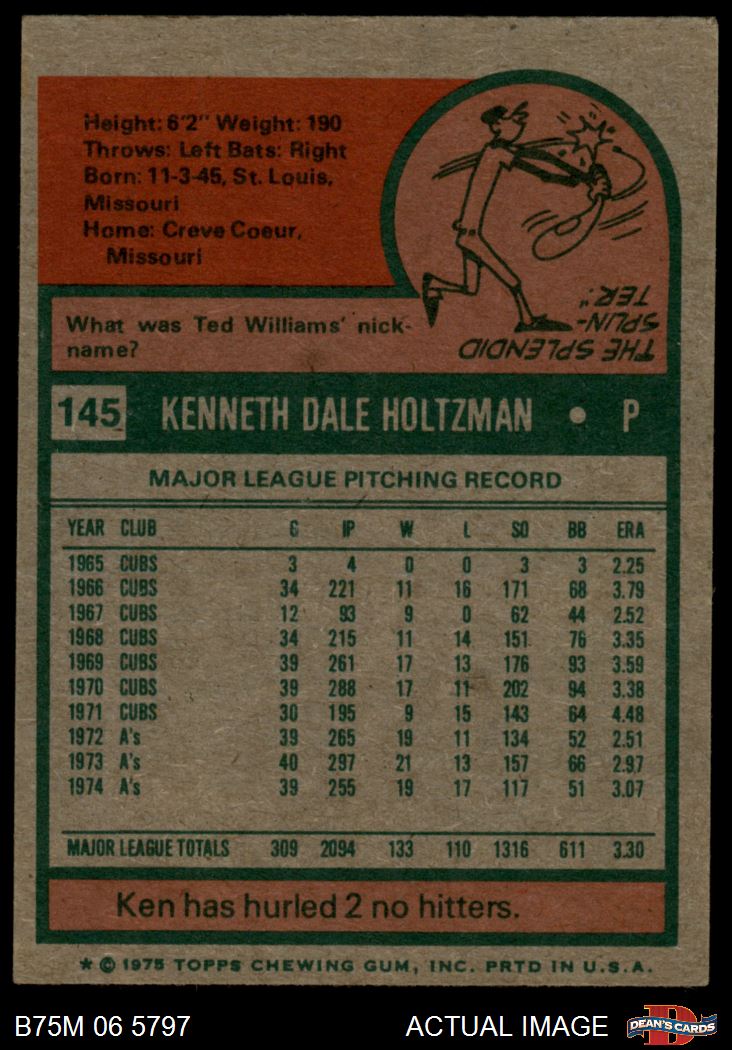 Height: 6'2" Weight: 190
Throws: Left Bats: Right
Born: 11-3-45, St. Louis,
Missouri
Home: Creve Coeur,
Missouri
What was Ted Williams' nick-
name?
THE SPLENDID
SPLIN-
TER."
145 KENNETH DALE HOLTZMAN • P
MAJOR LEAGUE PITCHING RECORD
YEAR CLUB G IP W L SO BB ERA
1965 CUBS 3 4 0 0 3 3 2.25
1966 CUBS 34 221 11 16 171 68 3.79
1967 CUBS 12 93 9 0 62 44 2.52
1968 CUBS 34 215 11 14 151 76 3.35
1969 CUBS 39 261 17 13 176 93 3.59
1970 CUBS 39 288 17 11 202 94 3.38
1971 CUBS 30 195 9 15 143 64 4.48
1972 A's 39 265 19 11 134 52 2.51
1973 A's 40 297 21 13 157 66 2.97
1974 A's 39 255 19 17 117 51 3.07
MAJOR LEAGUE TOTALS 309 2094 133 110 1316 611 3.30
Ken has hurled 2 no hitters.
* © 1975 TOPPS CHEWING GUM, INC. PRTD IN U.S.A.
B75M 06 5797 ACTUAL IMAGE
D
DEAN'S CARDS